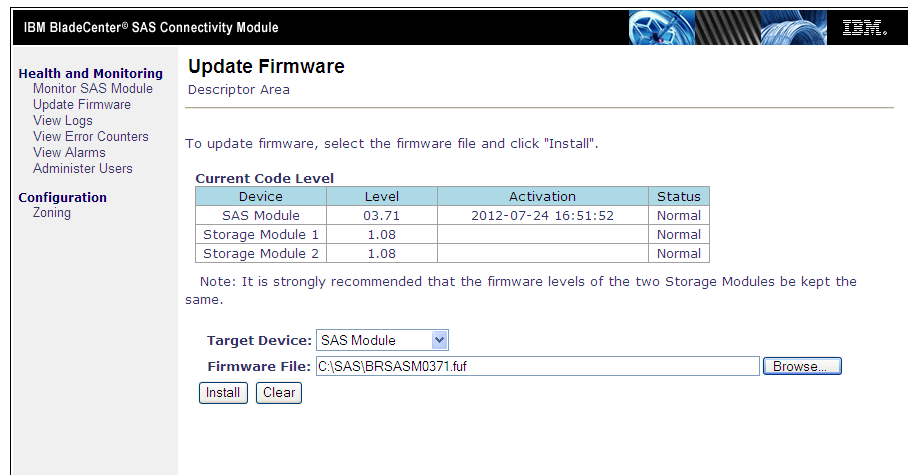 IBM BladeCenter® SAS Connectivity Module
IBM.
Health and Monitoring
Monitor SAS Module
Update Firmware
View Logs
View Error Counters
View Alarms
Administer Users
Configuration
Zoning
Update Firmware
Descriptor Area
To update firmware, select the firmware file and click "Install".
Current Code Level
Device Level Activation Status
SAS Module 03.71 2012-07-24 16:51:52 Normal
Storage Module 1 1.08 Normal
Storage Module 2 1.08 Normal
Note: It is strongly recommended that the firmware levels of the two Storage Modules be kept the
same.
Target Device: SAS Module
Firmware File: C:\SAS\BRSASM0371.fuf Browse...
Install Clear